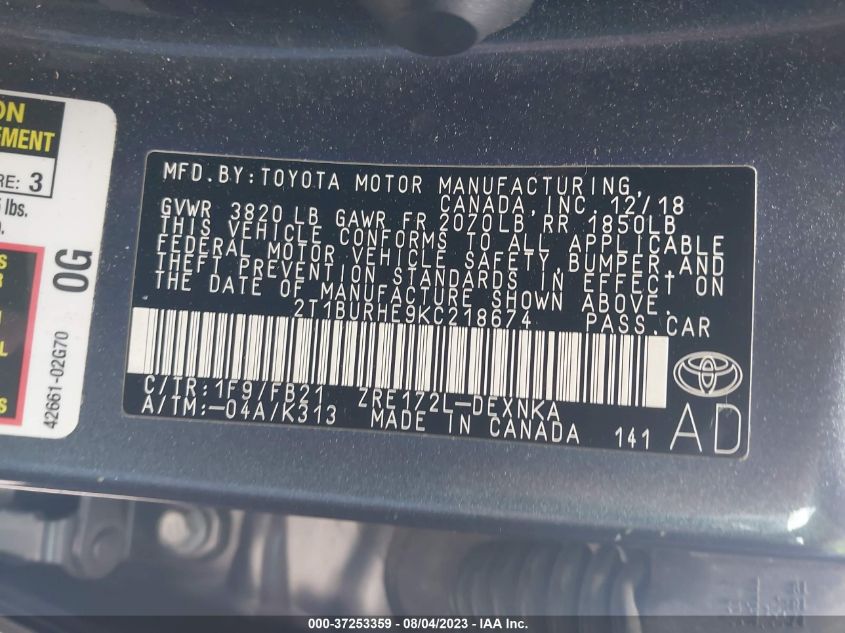 ON
EMENT
RE: 3
lbs.
S
R
L
S
0G
42661-02G70
MFD.BY:TOYOTA MOTOR MANUFACTURING,
CANADA,INC.12/18
GVWR 3820 LB GAWR FR 2070LB RR 1850LB
THIS VEHICLE CONFORMS TO ALL APPLICABLE
FEDERAL MOTOR VEHICLE SAFETY,BUMPER,AND
THEFT PREVENTION STANDARDS IN EFFECT ON
THE DATE OF MANUFACTURE SHOWN ABOVE.
2T1BURHE9KC218674 PASS.CAR
C/TR:1F9/FB21 ZRE172L-DEXNKA
A/TM:-04A/K313 MADE IN CANADA 141
AD
000-37253359 - 08/04/2023 - IAA Inc.